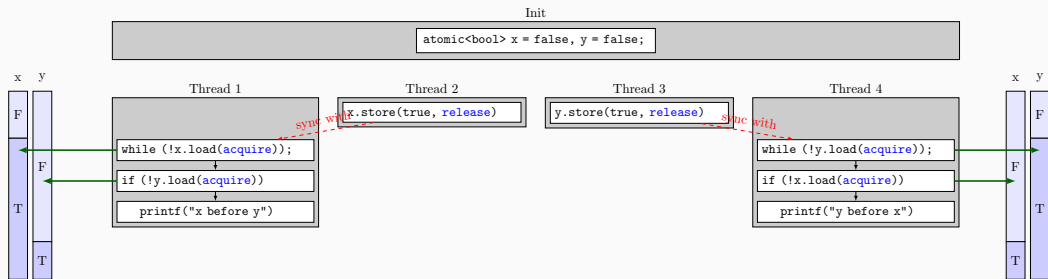 Init
atomic<bool> x = false, y = false;
x y
F
F
T
T
Thread 1
while (!x.load(acquire));
if (!y.load(acquire))
printf("x before y")
sync with
Thread 2
x.store(true, release)
Thread 3
y.store(true, release)
sync with
Thread 4
while (!y.load(acquire));
if (!x.load(acquire))
printf("y before x")
x y
F
F
T
T